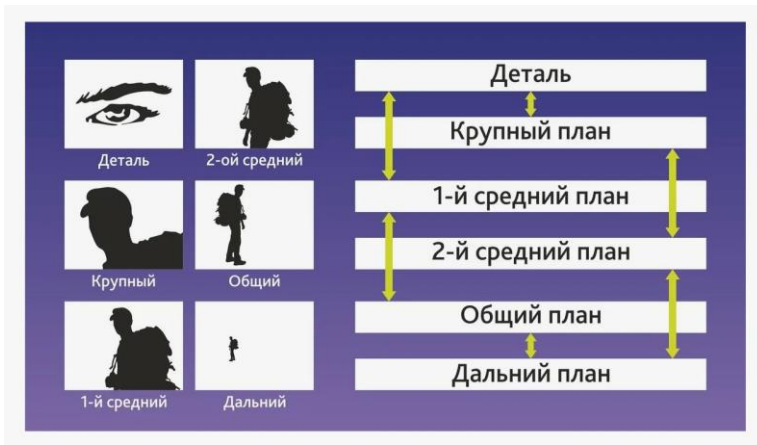 Деталь
2-ой средний
Крупный
Общий
1-й средний
Дальний
Деталь
Крупный план
1-й средний план
2-й средний план
Общий план
Дальний план